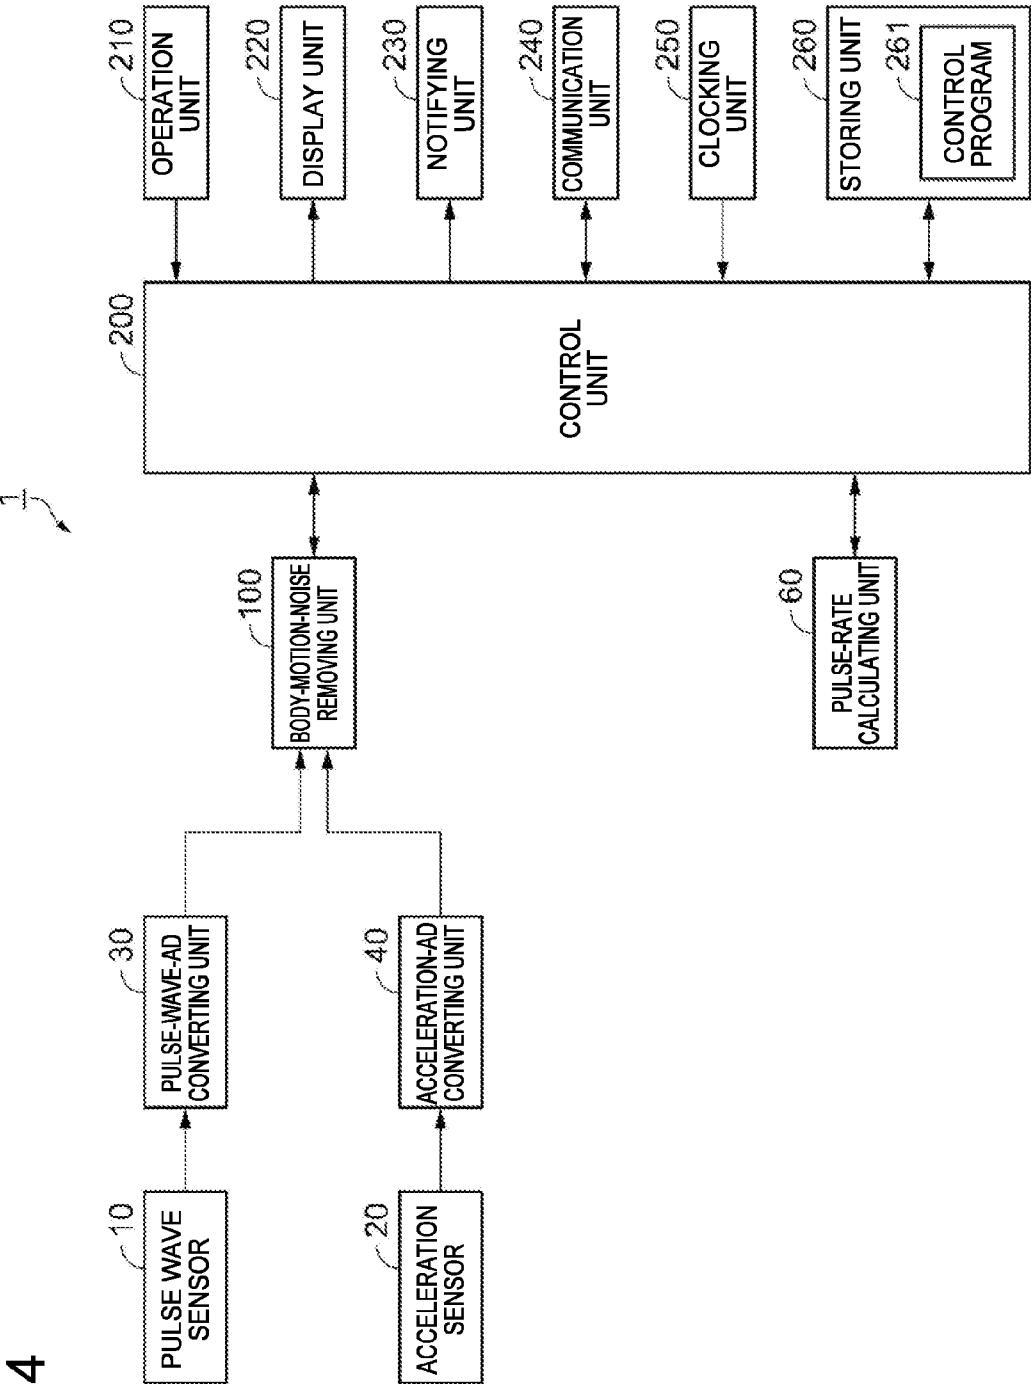 4
1
10
PULSE WAVE
SENSOR
30
PULSE-WAVE-AD
CONVERTING UNIT
20
ACCELERATION
SENSOR
40
ACCELERATION-AD
CONVERTING UNIT
100
BODY-MOTION-NOISE
REMOVING UNIT
60
PULSE-RATE
CALCULATING UNIT
200
CONTROL
UNIT
210
OPERATION
UNIT
220
DISPLAY UNIT
230
NOTIFYING
UNIT
240
COMMUNICATION
UNIT
250
CLOCKING
UNIT
260
STORING UNIT
261
CONTROL
PROGRAM